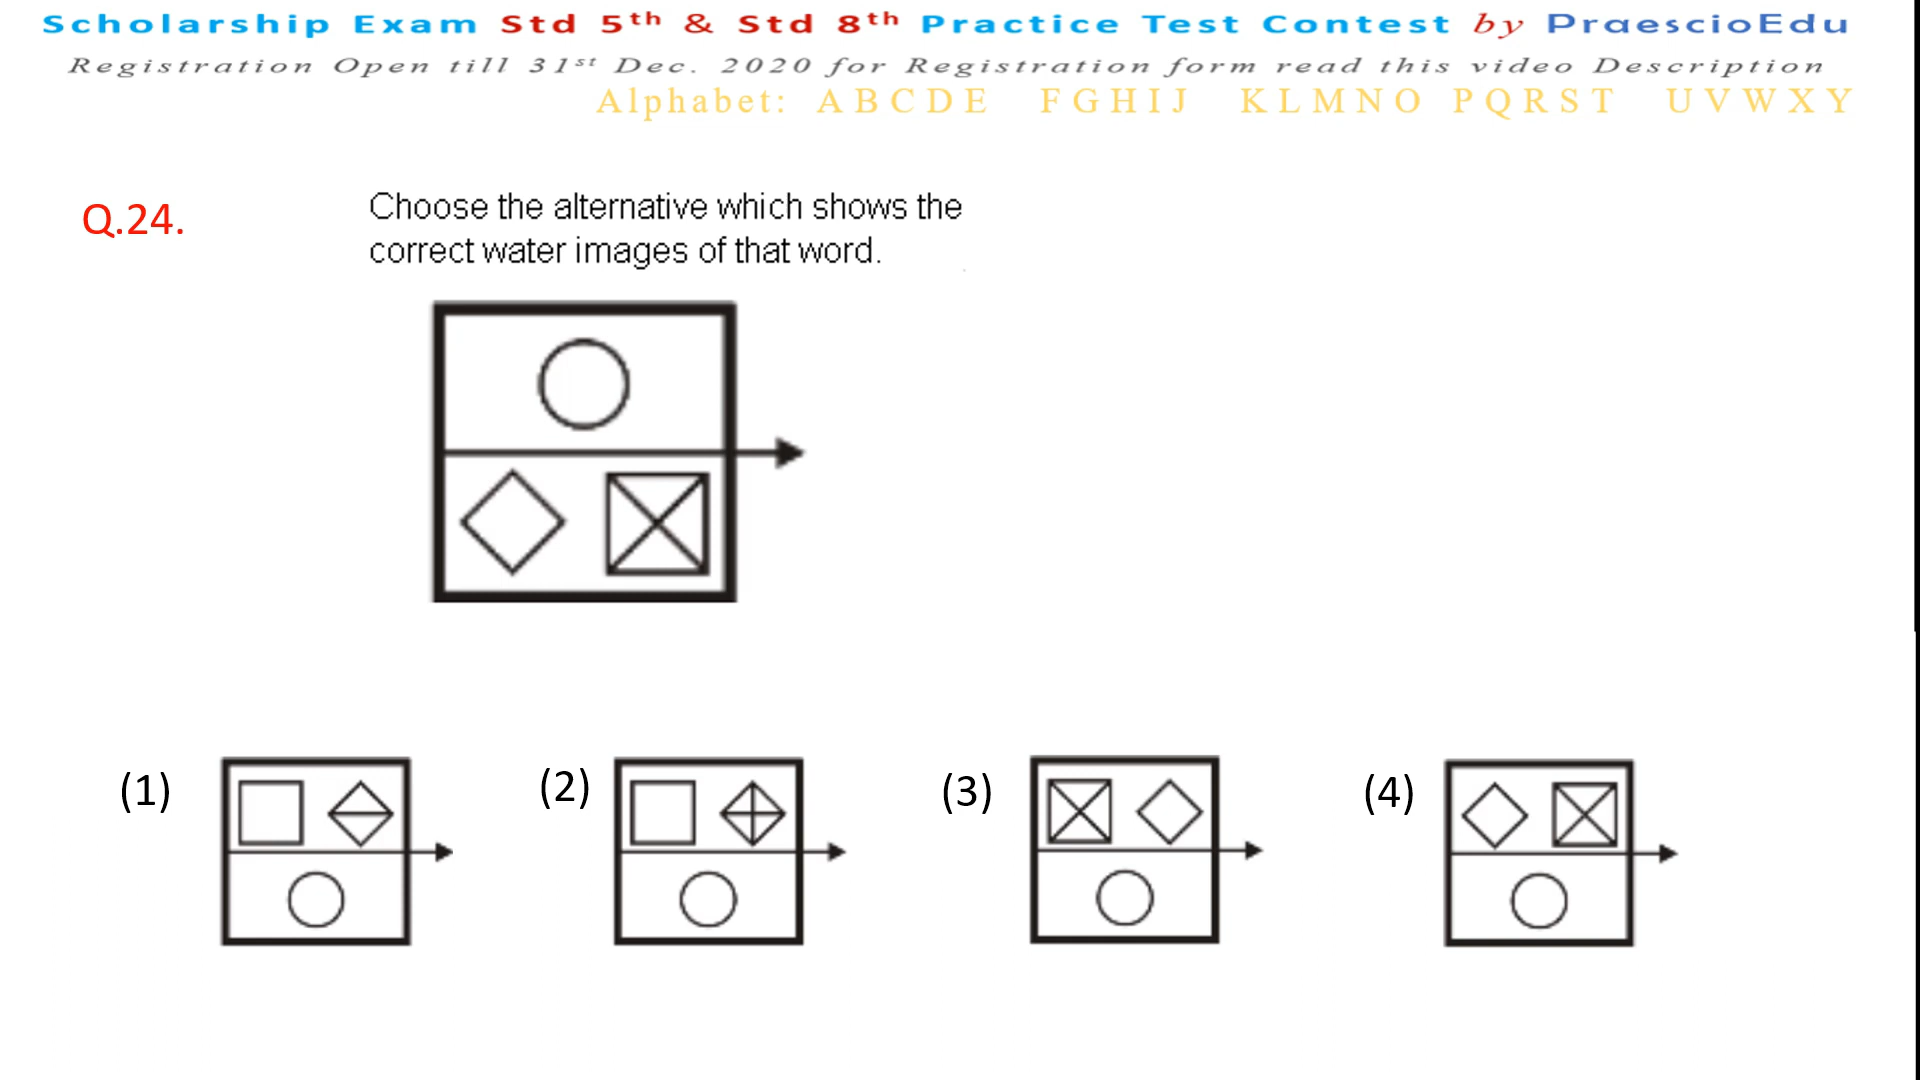 Scholarship Exam Std 5th & Std 8th Practice Test Contest by PraescioEdu
Registration Open till 31st Dec. 2020 for Registration form read this video Description
Alphabet: A B C D E F G H I J K L M N O P Q R S T U V W X Y
Q.24.
Choose the alternative which shows the
correct water images of that word.
(1) (2) (3) (4)